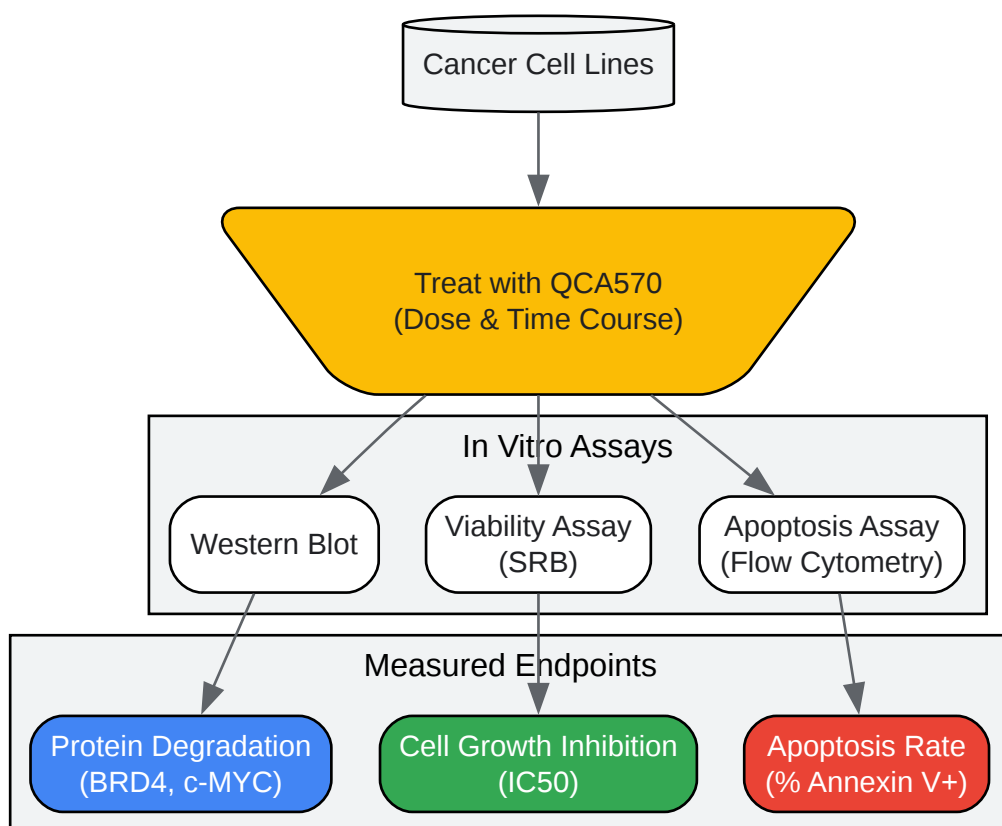 Cancer Cell Lines
Treat with QCA570
(Dose & Time Course)
In Vitro Assays
Western Blot
Viability Assay
(SRB)
Apoptosis Assay
(Flow Cytometry)
Measured Endpoints
Protein Degradation
(BRD4, c-MYC)
Cell Growth Inhibition
(IC50)
Apoptosis Rate
(% Annexin V+)